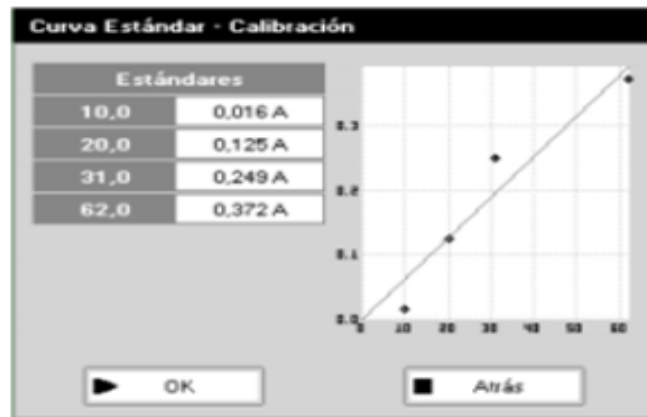 Curva Estándar - Calibración
Estándares
10,0 0,016 A
20,0 0,125 A
31,0 0,249 A
62,0 0,372 A
0.3
0.2
0.1
0.0
0 10 20 30 40 50 60
OK
Atrás